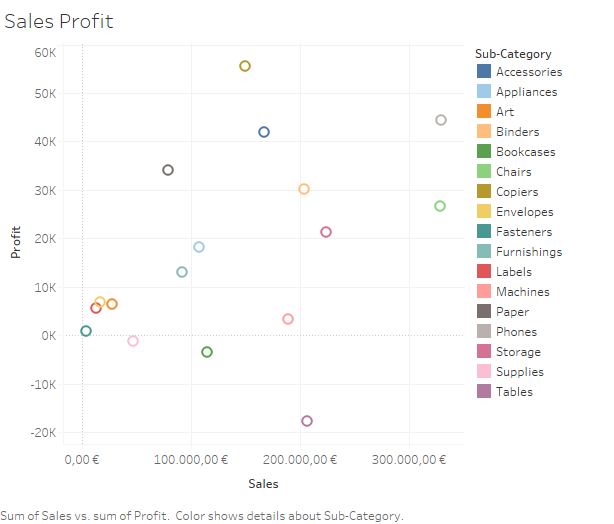 Sales Profit
60K
50K
40K
30K
20K
10K
0K
-10K
-20K
Profit
0,00 €
100.000,00 €
200.000,00 €
300.000,00 €
Sales
Sub-Category
Accessories
Appliances
Art
Binders
Bookcases
Chairs
Copiers
Envelopes
Fasteners
Furnishings
Labels
Machines
Paper
Phones
Storage
Supplies
Tables
Sum of Sales vs. sum of Profit. Color shows details about Sub-Category.